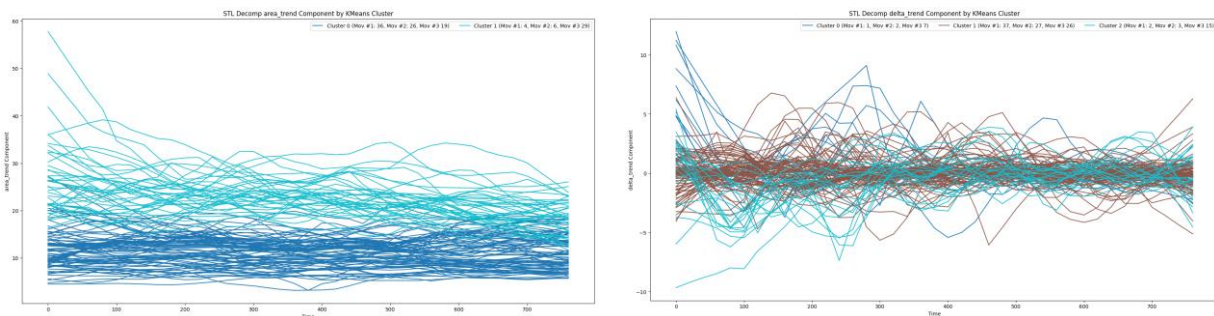 STL Decomp area_trend Component by KMeans Cluster
Cluster 0 (Mov #1: 36, Mov #2: 26, Mov #3 19)
Cluster 1 (Mov #1: 4, Mov #2: 6, Mov #3 29)
60
50
40
30
20
10
area_trend Component
0
100
200
300
400
500
600
700
Time
STL Decomp delta_trend Component by KMeans Cluster
Cluster 0 (Mov #1: 1, Mov #2: 2, Mov #3 7)
Cluster 1 (Mov #1: 37, Mov #2: 27, Mov #3 26)
Cluster 2 (Mov #1: 2, Mov #2: 3, Mov #3 15)
10
5
0
−5
−10
delta_trend Component
0
100
200
300
400
500
600
700
Time